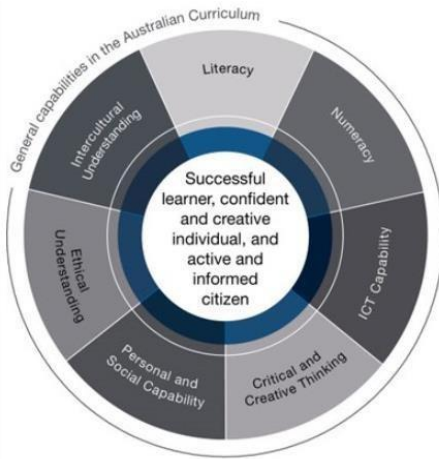 General capabilities in the Australian Curriculum
Literacy
Numeracy
ICT Capability
Critical and
Creative Thinking
Personal and
Social Capability
Ethical
Understanding
Intercultural
Understanding
Successful
learner, confident
and creative
individual, and
active and
informed
citizen